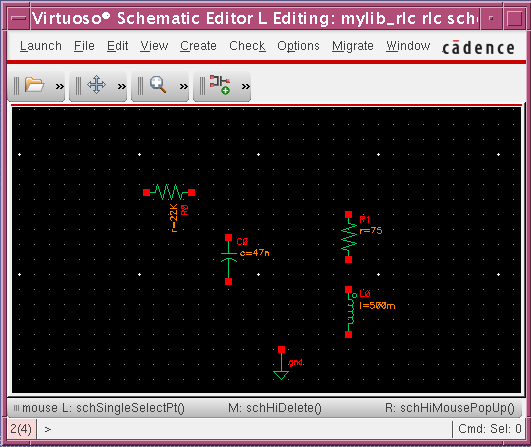 Virtuoso® Schematic Editor L Editing: mylib_rlc rlc sch
Launch File Edit View Create Check Options Migrate Window cādence
» » » »
r=22K
R0
C0
c=47n
R1
r=75
L0
l=500m
gnd
mouse L: schSingleSelectPt() M: schHiDelete() R: schHiMousePopUp()
2(4) > Cmd: Sel: 0